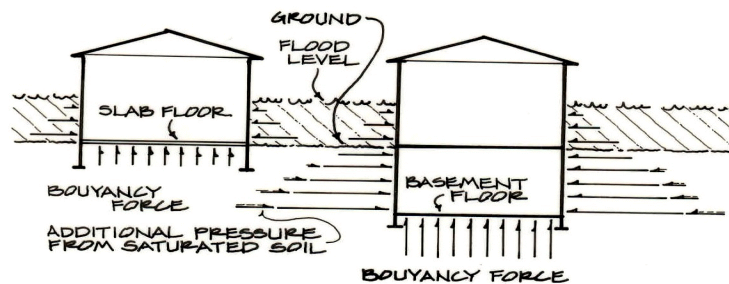 GROUND
FLOOD
LEVEL
SLAB FLOOR
BOUYANCY
FORCE
ADDITIONAL PRESSURE
FROM SATURATED SOIL
BASEMENT
FLOOR
BOUYANCY FORCE